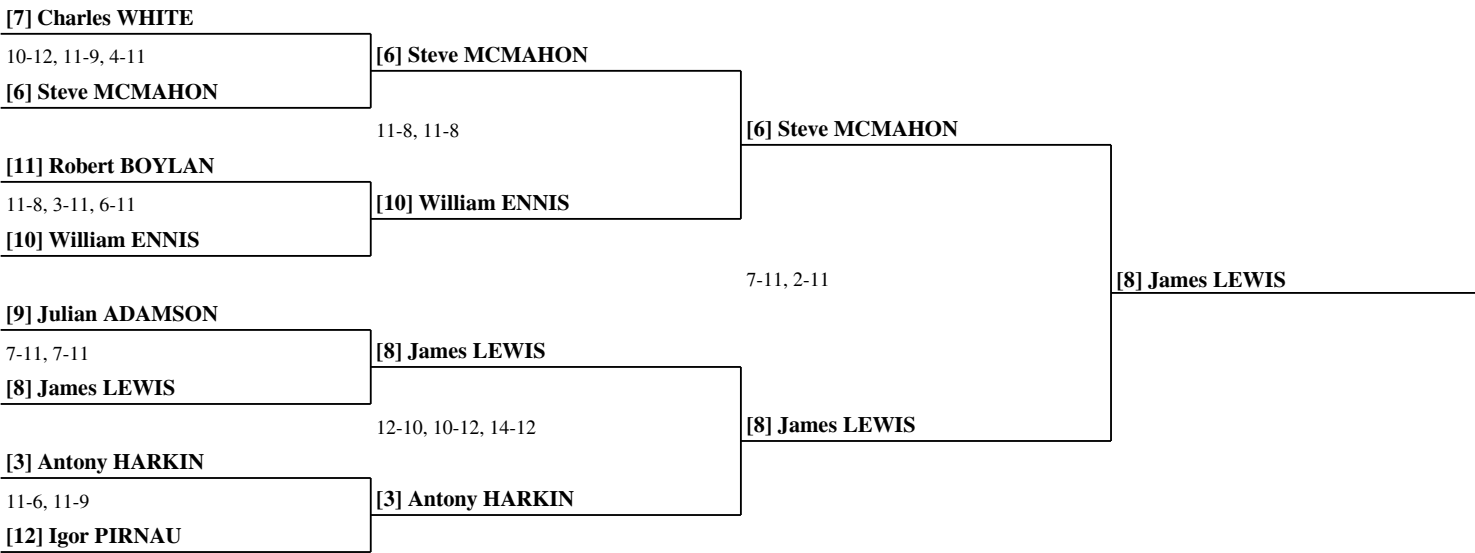 [7] Charles WHITE
10-12, 11-9, 4-11
[6] Steve MCMAHON
[6] Steve MCMAHON
11-8, 11-8
[6] Steve MCMAHON
[11] Robert BOYLAN
11-8, 3-11, 6-11
[10] William ENNIS
[10] William ENNIS
7-11, 2-11
[8] James LEWIS
[9] Julian ADAMSON
7-11, 7-11
[8] James LEWIS
[8] James LEWIS
12-10, 10-12, 14-12
[8] James LEWIS
[3] Antony HARKIN
11-6, 11-9
[3] Antony HARKIN
[12] Igor PIRNAU